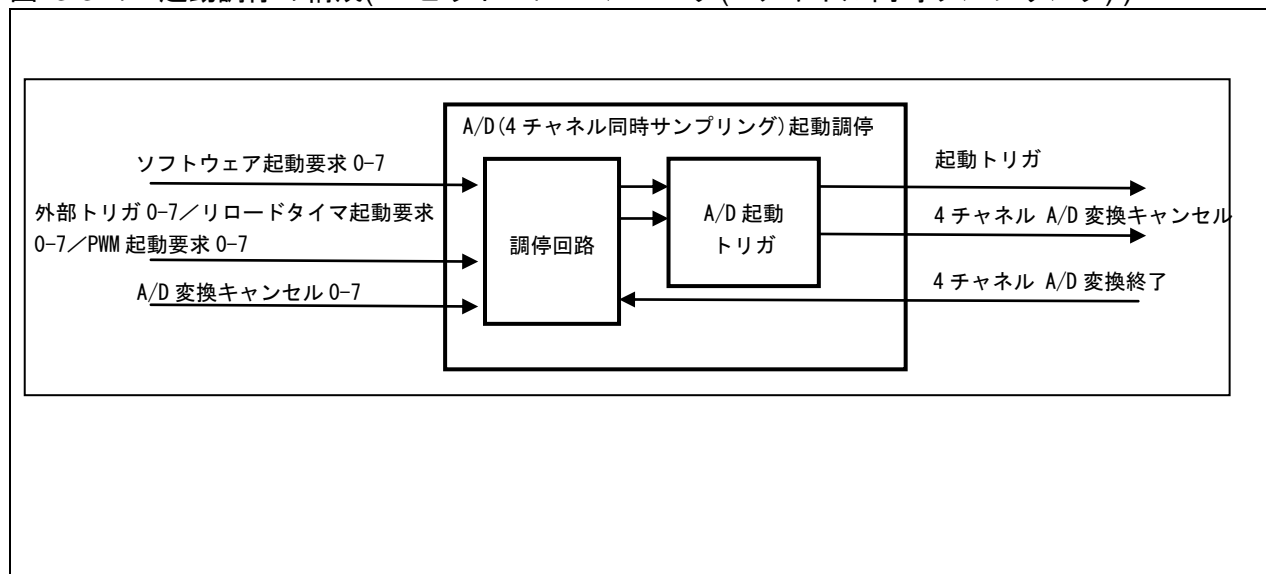 A/D(4 チャネル同時サンプリング)起動調停
ソフトウェア起動要求 0-7
外部トリガ 0-7／リロードタイマ起動要求
0-7／PWM 起動要求 0-7
A/D 変換キャンセル 0-7
調停回路
A/D 起動
トリガ
起動トリガ
4 チャネル A/D 変換キャンセル
4 チャネル A/D 変換終了